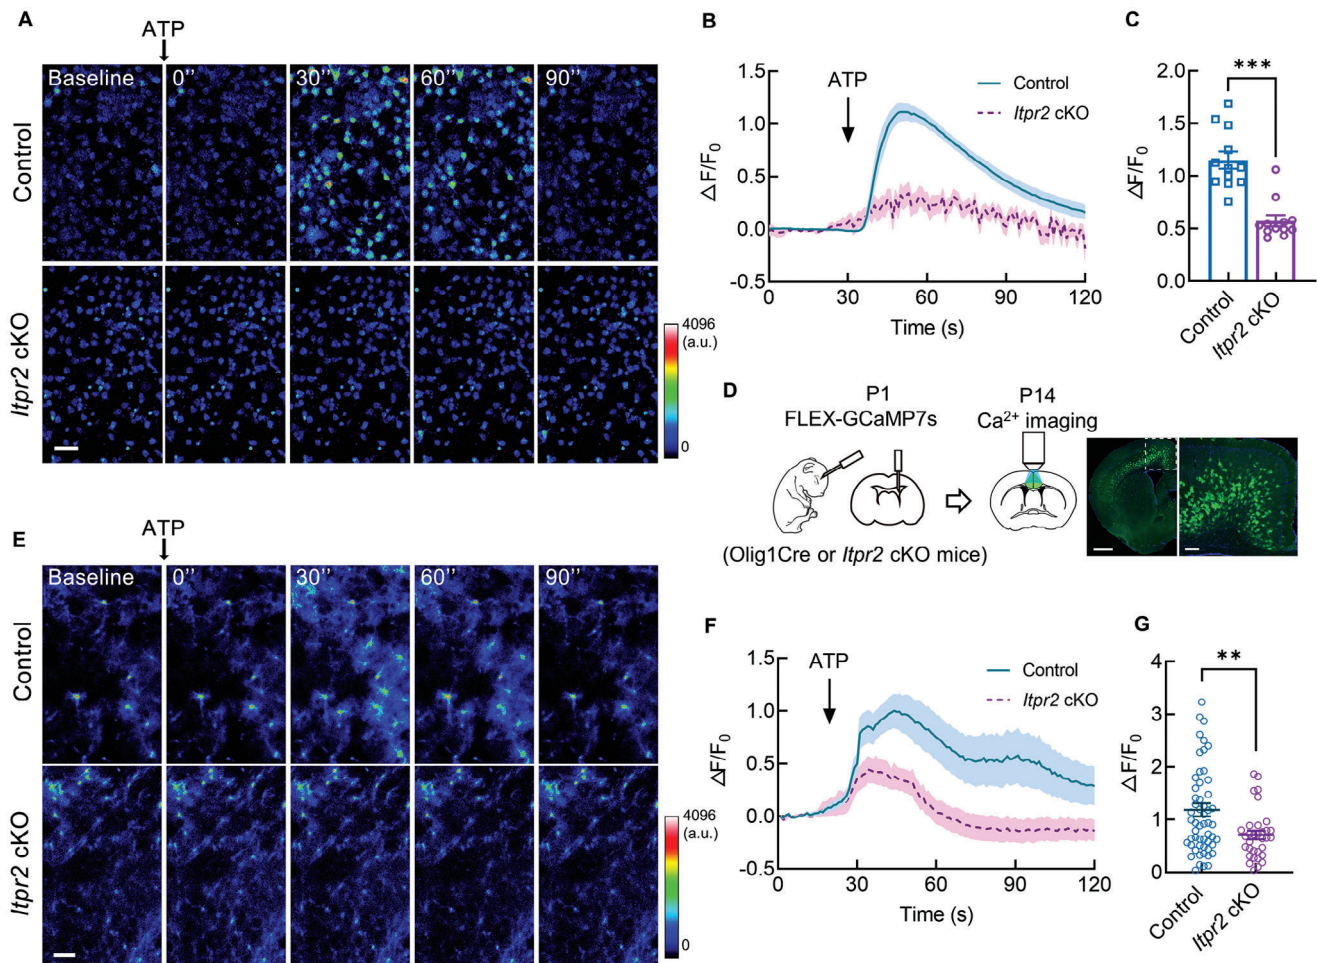 A
ATP
Baseline 0’’ 30’’ 60’’ 90’’
Control
Itpr2 cKO
4096
(a.u.)
0
B
ATP
Control
Itpr2 cKO
△F/F0
1.5
1.0
0.5
0.0
-0.5
0 30 60 90 120
Time (s)
C
***
ΔF/F0
2.0
1.5
1.0
0.5
0.0
Control
Itpr2 cKO
D
P1
FLEX-GCaMP7s
P14
Ca2+ imaging
(Olig1Cre or Itpr2 cKO mice)
E
ATP
Baseline 0’’ 30’’ 60’’ 90’’
Control
Itpr2 cKO
4096
(a.u.)
0
F
ATP
Control
Itpr2 cKO
ΔF/F0
1.5
1.0
0.5
0.0
-0.5
0 30 60 90 120
Time (s)
G
**
ΔF/F0
4
3
2
1
0
Control
Itpr2 cKO